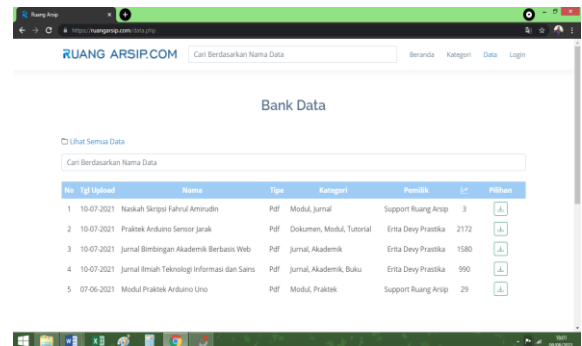 Ruang Arsip
https://ruangarsip.com/data.php
RUANG ARSIP.COM
Cari Berdasarkan Nama Data
Beranda Kategori Data Login
Bank Data
Lihat Semua Data
Cari Berdasarkan Nama Data
No Tgl Upload Nama Tipe Kategori Pemilik Pilihan
1 10-07-2021 Naskah Skripsi Fahrul Amirudin Pdf Modul, Jurnal Support Ruang Arsip 3
2 10-07-2021 Praktek Arduino Sensor Jarak Pdf Dokumen, Modul, Tutorial Erita Devy Prastika 2172
3 10-07-2021 Jurnal Bimbingan Akademik Berbasis Web Pdf Jurnal, Akademik Erita Devy Prastika 1580
4 10-07-2021 Jurnal Ilmiah Teknologi Informasi dan Sains Pdf Jurnal, Akademik, Buku Erita Devy Prastika 990
5 07-06-2021 Modul Praktek Arduino Uno Pdf Modul, Praktek Support Ruang Arsip 29